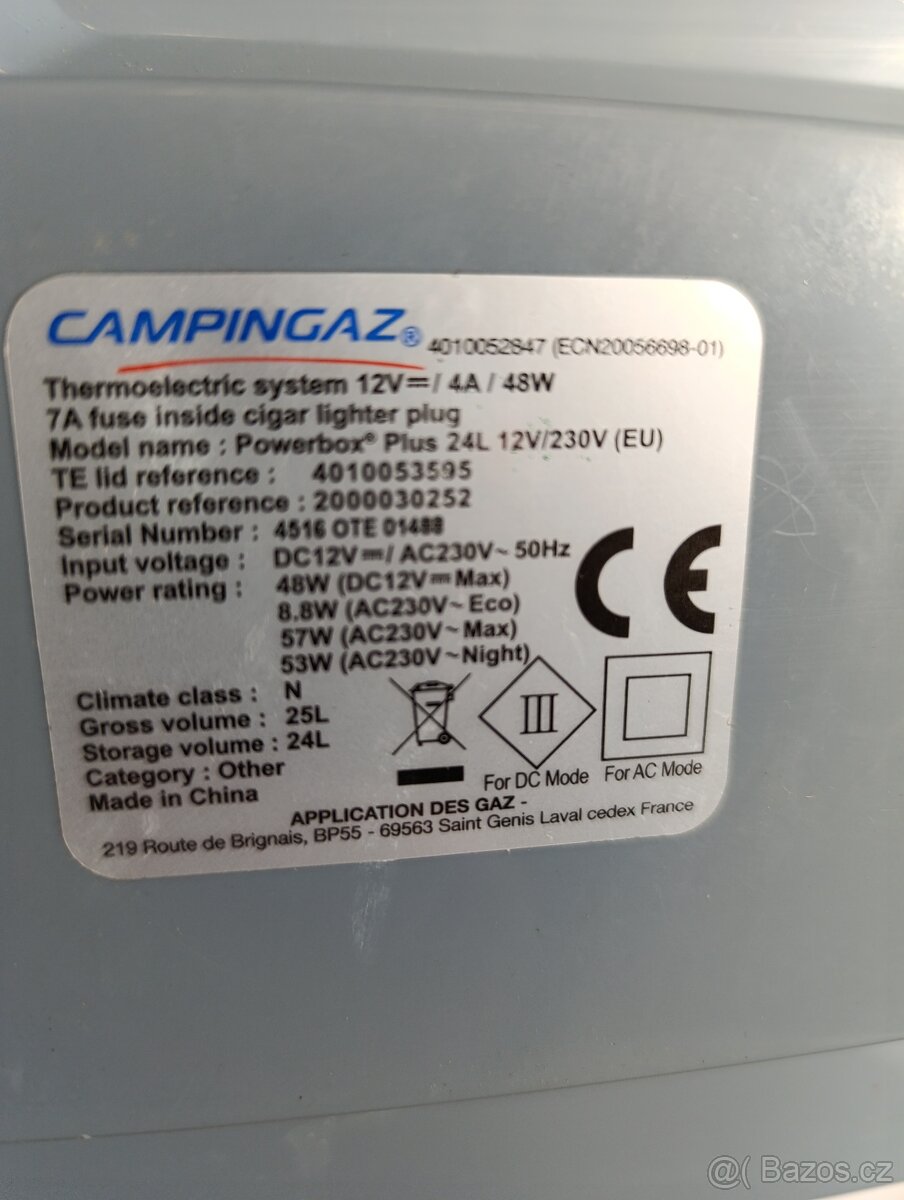 CAMPINGAZ®
4010052847 (ECN20056698-01)
Thermoelectric system 12V⎓/ 4A / 48W
7A fuse inside cigar lighter plug
Model name : Powerbox® Plus 24L 12V/230V (EU)
TE lid reference : 4010053595
Product reference : 2000030252
Serial Number : 4516 OTE 01488
Input voltage : DC12V⎓/ AC230V~ 50Hz
Power rating : 48W (DC12V⎓Max)
8.8W (AC230V~Eco)
57W (AC230V~Max)
53W (AC230V~Night)
Climate class : N
Gross volume : 25L
Storage volume : 24L
Category : Other
Made in China
CE
III
For DC Mode
For AC Mode
APPLICATION DES GAZ -
219 Route de Brignais, BP55 - 69563 Saint Genis Laval cedex France
@( Bazos.cz